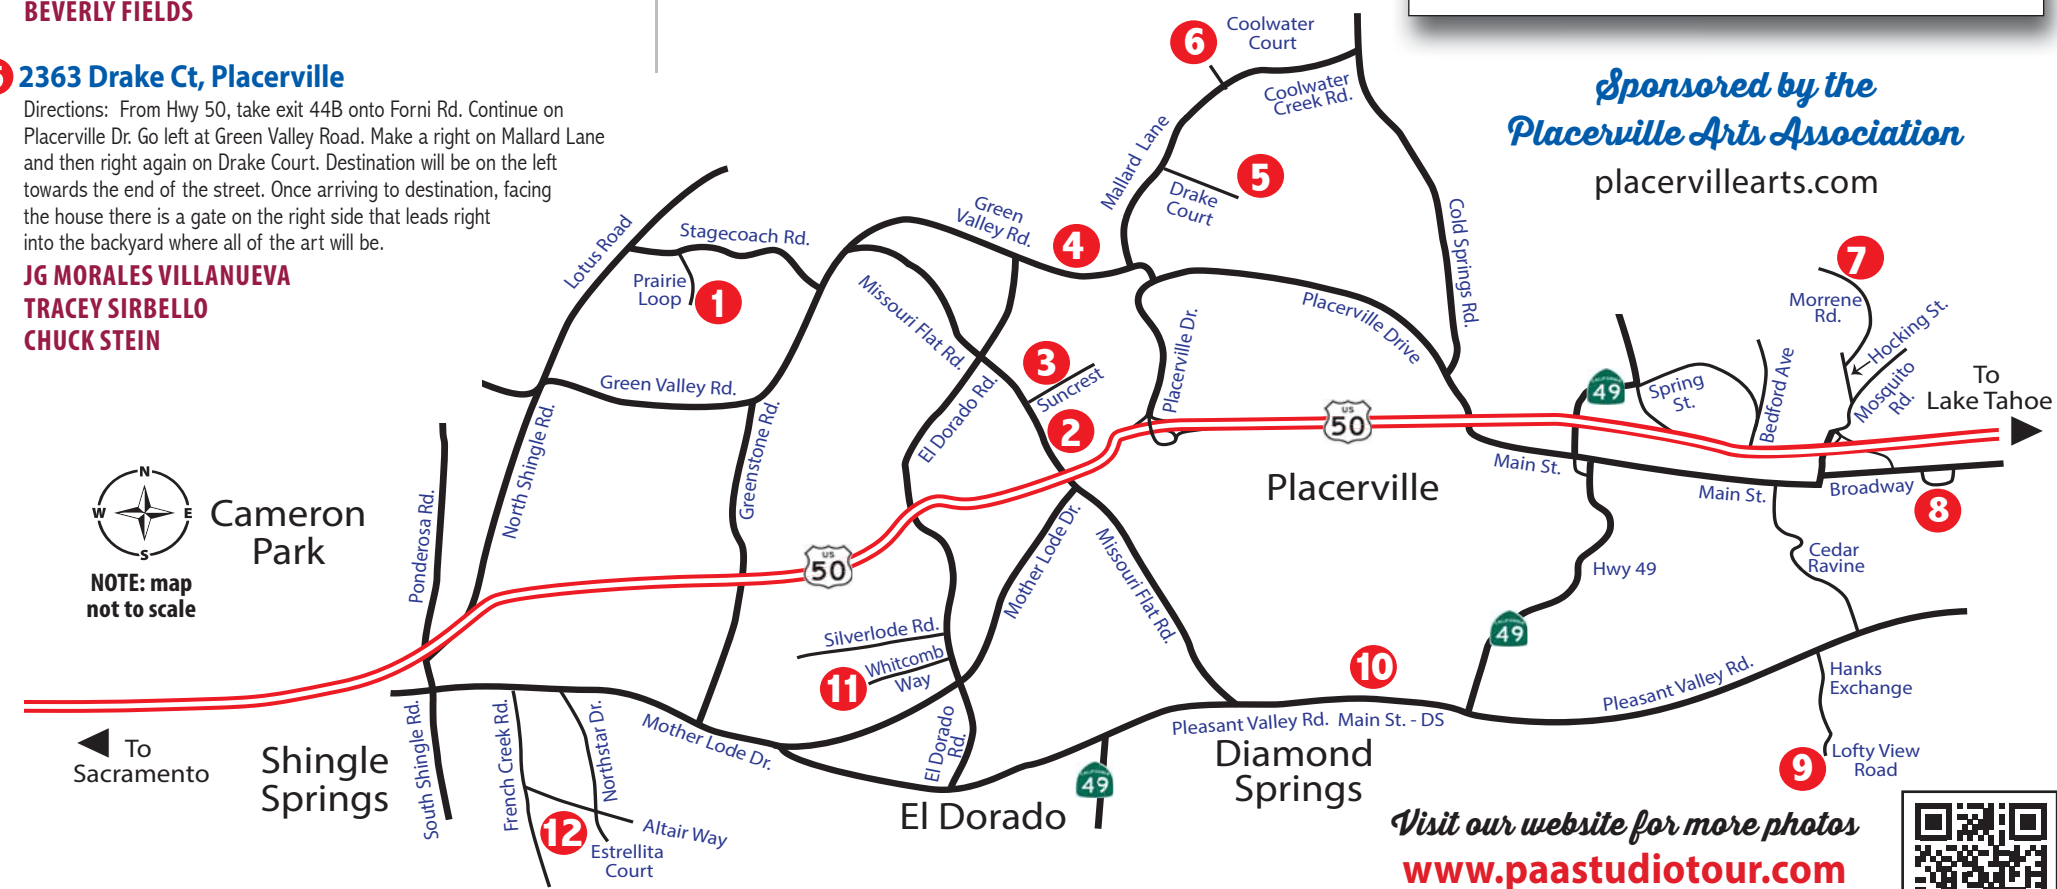 BEVERLY FIELDS
2363 Drake Ct, Placerville
Directions: From Hwy 50, take exit 44B onto Forni Rd. Continue on
Placerville Dr. Go left at Green Valley Road. Make a right on Mallard Lane
and then right again on Drake Court. Destination will be on the left
towards the end of the street. Once arriving to destination, facing
the house there is a gate on the right side that leads right
into the backyard where all of the art will be.
JG MORALES VILLANUEVA
TRACEY SIRBELLO
CHUCK STEIN
Sponsored by the
Placerville Arts Association
placervillearts.com
6
Coolwater
Court
Coolwater
Creek Rd.
Mallard Lane
5
Drake
Court
Cold Springs Rd.
Green
Valley Rd.
4
Lotus Road
Stagecoach Rd.
Prairie
Loop
1
Missouri Flat Rd.
Green Valley Rd.
3
Suncrest
2
El Dorado Rd.
Placerville Dr.
Placerville Drive
7
Morrene
Rd.
Hocking St.
Mosquito
Rd.
To
Lake Tahoe
CALIFORNIA
49
Spring
St.
Bedford Ave
US
50
Placerville
Main St.
Main St.
Broadway
8
N
W
E
S
NOTE: map
not to scale
Cameron
Park
Ponderosa Rd.
North Shingle Rd.
Greenstone Rd.
US
50
Mother Lode Dr.
Missouri Flat Rd.
Hwy 49
CALIFORNIA
49
Cedar
Ravine
Silverlode Rd.
Whitcomb
Way
11
10
Pleasant Valley Rd.
Hanks
Exchange
Lofty View
Road
9
To
Sacramento
Shingle
Springs
South Shingle Rd.
French Creek Rd.
Northstar Dr.
Mother Lode Dr.
12
Altair Way
Estrellita
Court
El Dorado
Rd.
El Dorado
CALIFORNIA
49
Pleasant Valley Rd. Main St. - DS
Diamond
Springs
Visit our website for more photos
www.paastudiotour.com